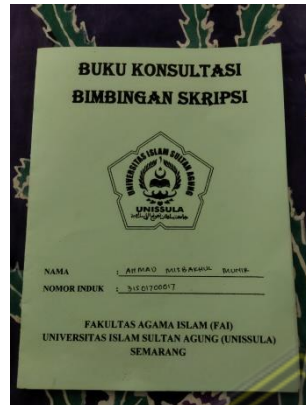 BUKU KONSULTASI
BIMBINGAN SKRIPSI
UNIVERSITAS ISLAM SULTAN AGUNG
UNISSULA
NAMA : AHMAD MISBAKHUL MUNIR
NOMOR INDUK : 31501700017
FAKULTAS AGAMA ISLAM (FAI)
UNIVERSITAS ISLAM SULTAN AGUNG (UNISSULA)
SEMARANG